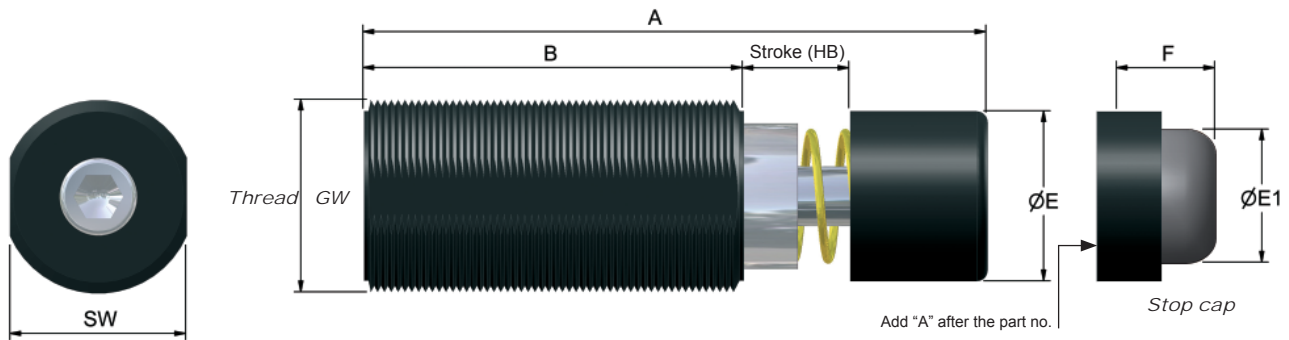 A
B
Stroke (HB)
F
Thread GW
ØE
ØE1
SW
Stop cap
Add “A” after the part no.